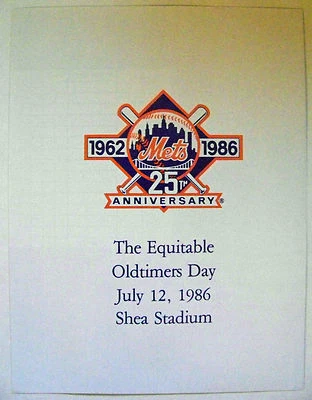 1962 Mets 1986
25TH
ANNIVERSARY®
The Equitable
Oldtimers Day
July 12, 1986
Shea Stadium